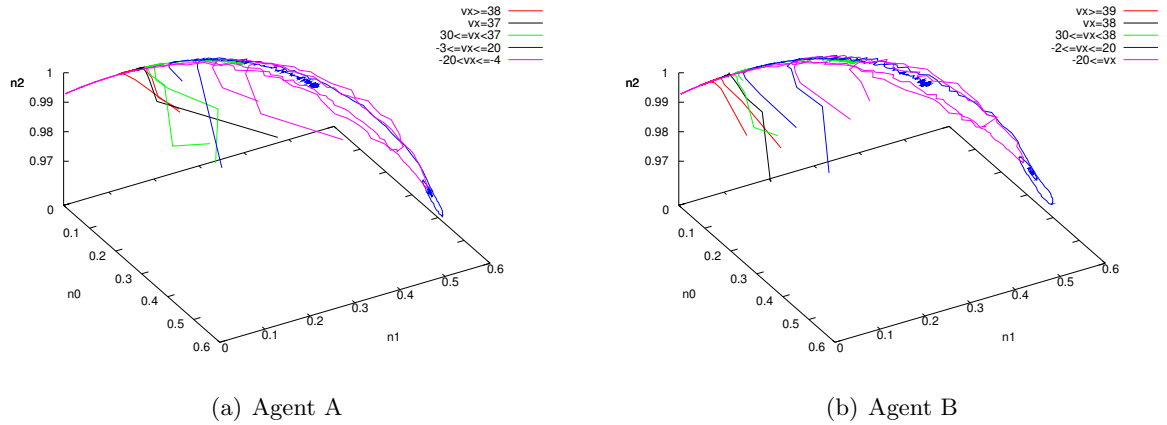 vx>=38
vx=37
30<=vx<37
-3<=vx<=20
-20<vx<=-4
n2
1
0.99
0.98
0.97
0
0.1
0.2
0.3
0.4
0.5
0.6
n0
0
0.1
0.2
0.3
0.4
0.5
0.6
n1
(a) Agent A
vx>=39
vx=38
30<=vx<38
-2<=vx<=20
-20<=vx
n2
1
0.99
0.98
0.97
0
0.1
0.2
0.3
0.4
0.5
0.6
n0
0
0.1
0.2
0.3
0.4
0.5
0.6
n1
(b) Agent B